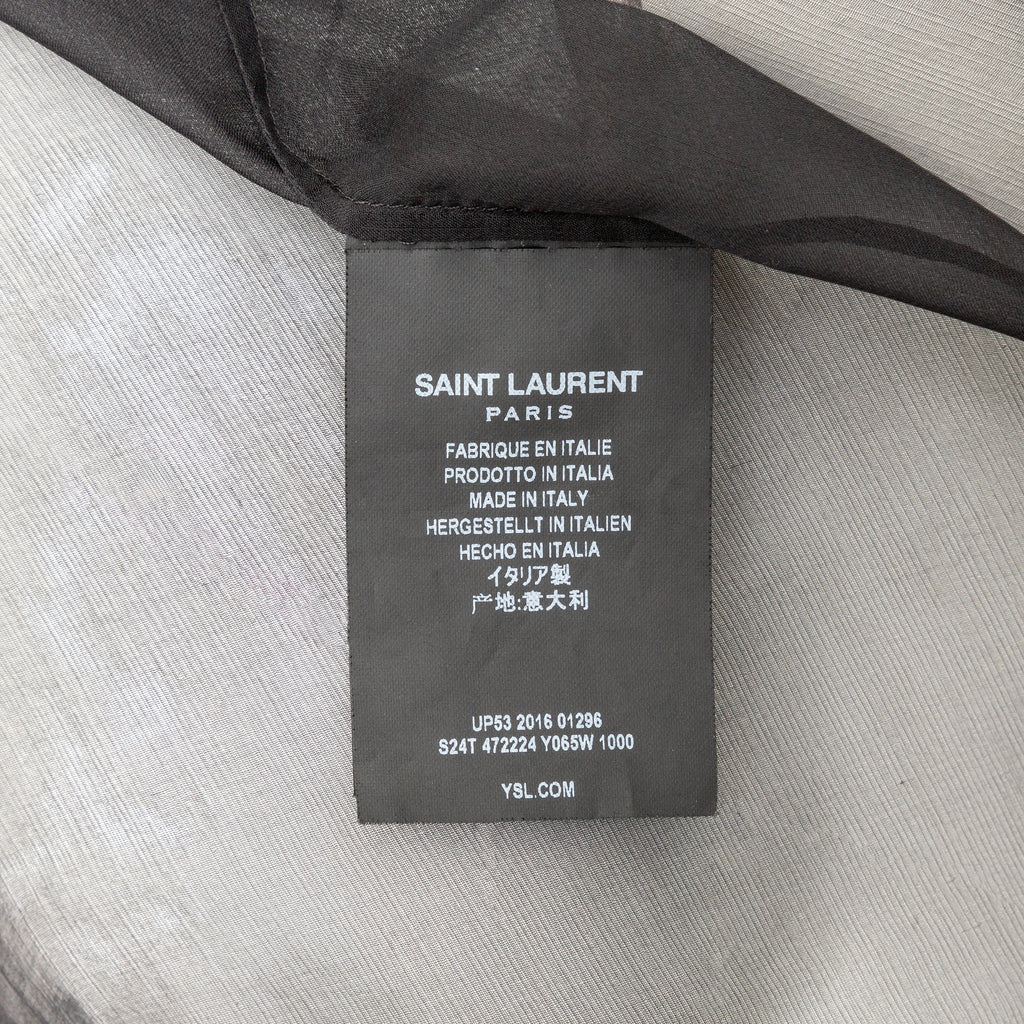 SAINT LAURENT
PARIS
FABRIQUE EN ITALIE
PRODOTTO IN ITALIA
MADE IN ITALY
HERGESTELLT IN ITALIEN
HECHO EN ITALIA
イタリア製
产地:意大利
UP53 2016 01296
S24T 472224 Y065W 1000
YSL.COM